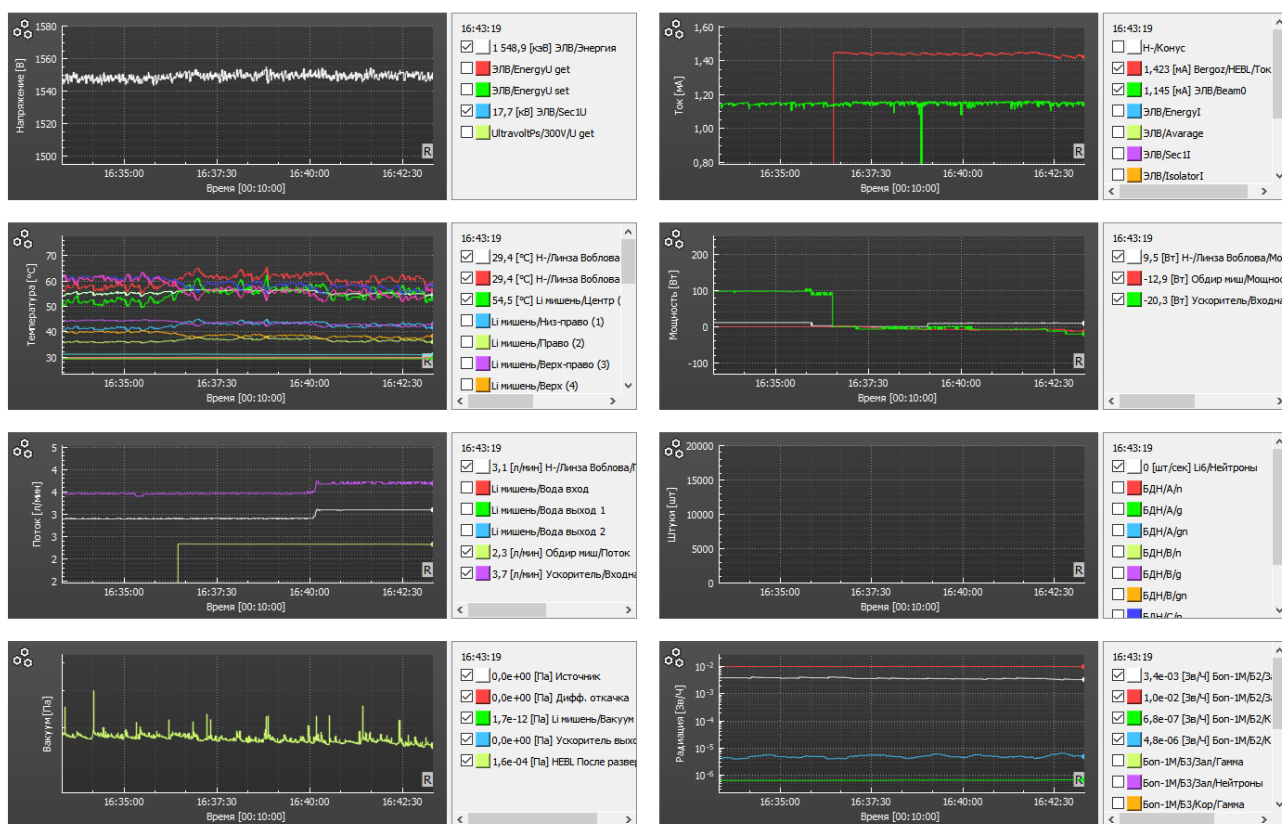 1580
1560
1540
1520
1500
Напряжение [В]
16:35:00 16:37:30 16:40:00 16:42:30
Время [00:10:00]
R
16:43:19
1 548,9 [кэВ] ЭЛВ/Энергия
ЭЛВ/EnergyU get
ЭЛВ/EnergyU set
17,7 [кВ] ЭЛВ/Sec1U
UltravoltPs/300V/U get
1,60
1,40
1,20
1,00
0,80
Ток [мА]
16:35:00 16:37:30 16:40:00 16:42:30
Время [00:10:00]
R
16:43:19
H-/Конус
1,423 [мА] Bergoz/HEBL/Ток
1,145 [мА] ЭЛВ/Beam0
ЭЛВ/EnergyI
ЭЛВ/Avarage
ЭЛВ/Sec1I
ЭЛВ/IsolatorI
70
60
50
40
30
Температура [°C]
16:35:00 16:37:30 16:40:00 16:42:30
Время [00:10:00]
R
16:43:19
29,4 [°C] H-/Линза Воблова
29,4 [°C] H-/Линза Воблова
54,5 [°C] Li мишень/Центр (
Li мишень/Низ-право (1)
Li мишень/Право (2)
Li мишень/Верх-право (3)
Li мишень/Верх (4)
200
100
0
-100
Мощность [Вт]
16:35:00 16:37:30 16:40:00 16:42:30
Время [00:10:00]
R
16:43:19
9,5 [Вт] H-/Линза Воблова/Мо
-12,9 [Вт] Обдир миш/Мощнос
-20,3 [Вт] Ускоритель/Входна
5
4
4
3
3
2
2
Поток [л/мин]
16:35:00 16:37:30 16:40:00 16:42:30
Время [00:10:00]
R
16:43:19
3,1 [л/мин] H-/Линза Воблова/П
Li мишень/Вода вход
Li мишень/Вода выход 1
Li мишень/Вода выход 2
2,3 [л/мин] Обдир миш/Поток
3,7 [л/мин] Ускоритель/Входна
20000
15000
10000
5000
0
Штуки [шт]
16:35:00 16:37:30 16:40:00 16:42:30
Время [00:10:00]
R
16:43:19
0 [шт/сек] Li6/Нейтроны
БДН/A/n
БДН/A/g
БДН/A/gn
БДН/B/n
БДН/B/g
БДН/B/gn
БДН/C/n
Вакуум [Па]
16:35:00 16:37:30 16:40:00 16:42:30
Время [00:10:00]
R
16:43:19
0,0e+00 [Па] Источник
0,0e+00 [Па] Дифф. откачка
1,7e-12 [Па] Li мишень/Вакуум
0,0e+00 [Па] Ускоритель выхо
1,6e-04 [Па] HEBL После развер
10⁻²
10⁻³
10⁻⁴
10⁻⁵
10⁻⁶
Радиация [Зв/Ч]
16:35:00 16:37:30 16:40:00 16:42:30
Время [00:10:00]
R
16:43:19
3,4e-03 [Зв/Ч] Боп-1М/Б2/За
1,0e-02 [Зв/Ч] Боп-1М/Б2/За
6,8e-07 [Зв/Ч] Боп-1М/Б2/К
4,8e-06 [Зв/Ч] Боп-1М/Б2/К
Боп-1М/Б3/Зал/Гамма
Боп-1М/Б3/Зал/Нейтроны
Боп-1М/Б3/Кор/Гамма